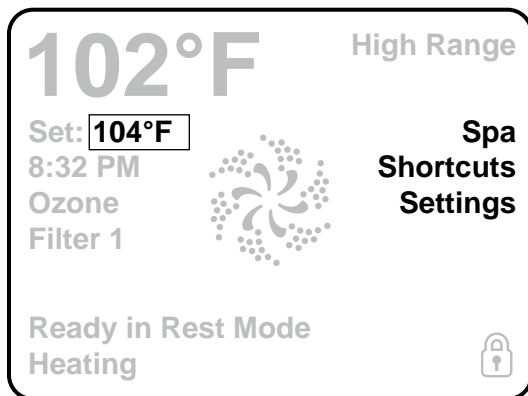 102°F
High Range
Set: 104°F
Spa
8:32 PM
Shortcuts
Ozone
Settings
Filter 1
Ready in Rest Mode
Heating